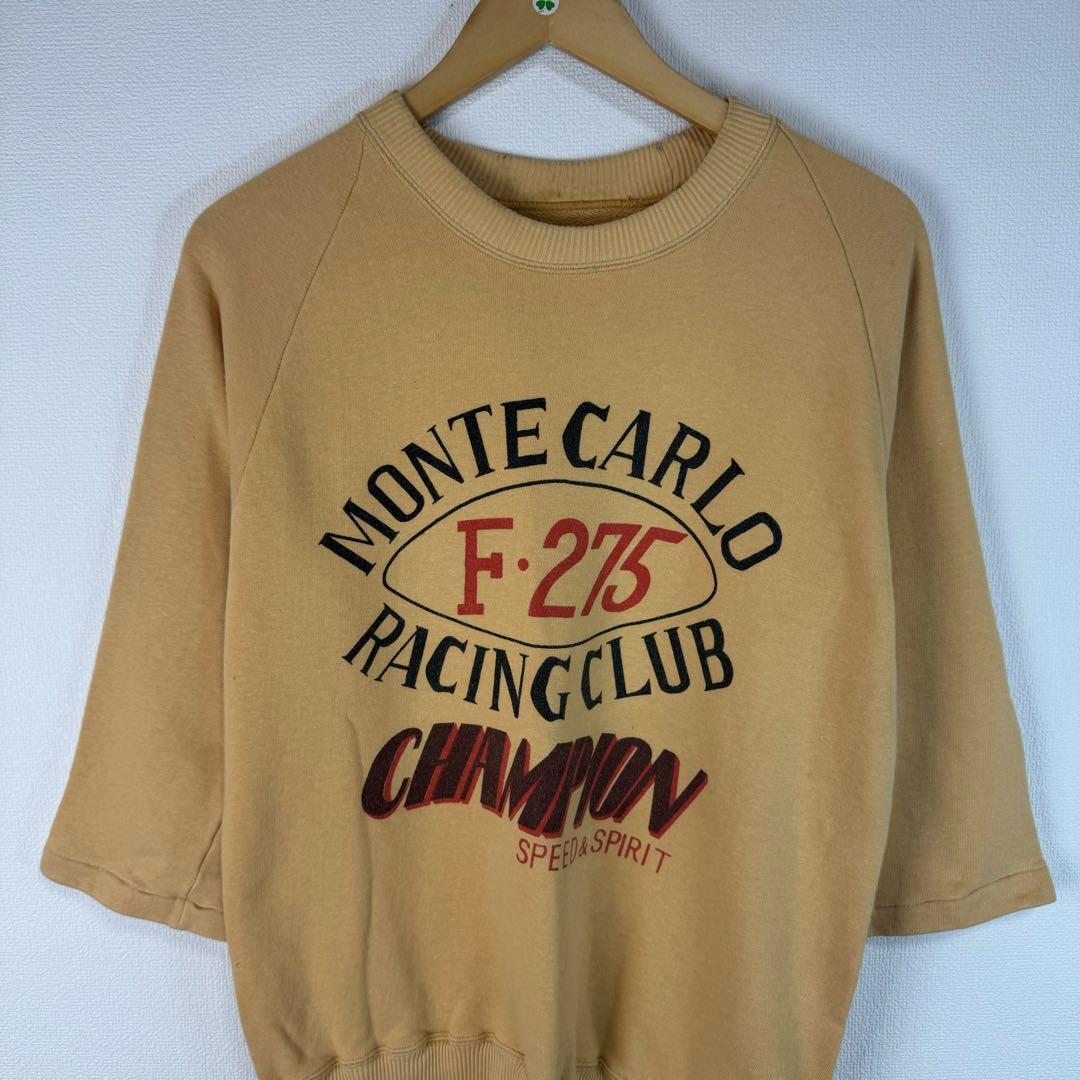 MONTE CARLO
F·275
RACING CLUB
CHAMPION
SPEED & SPIRIT